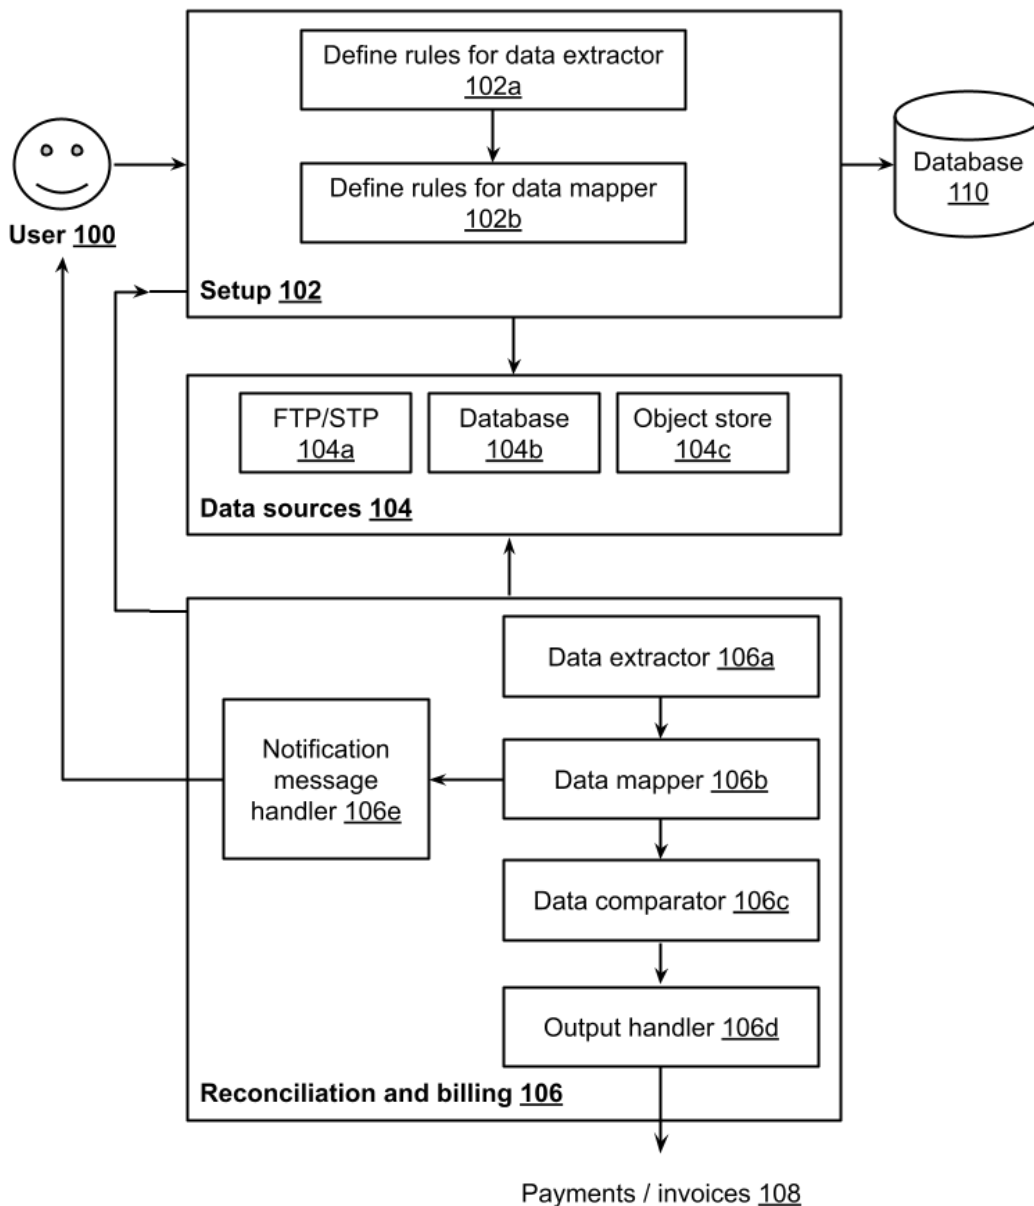 Define rules for data extractor
102a
Define rules for data mapper
102b
Setup 102
User 100
Database
110
FTP/STP
104a
Database
104b
Object store
104c
Data sources 104
Data extractor 106a
Notification
message
handler 106e
Data mapper 106b
Data comparator 106c
Output handler 106d
Reconciliation and billing 106
Payments / invoices 108